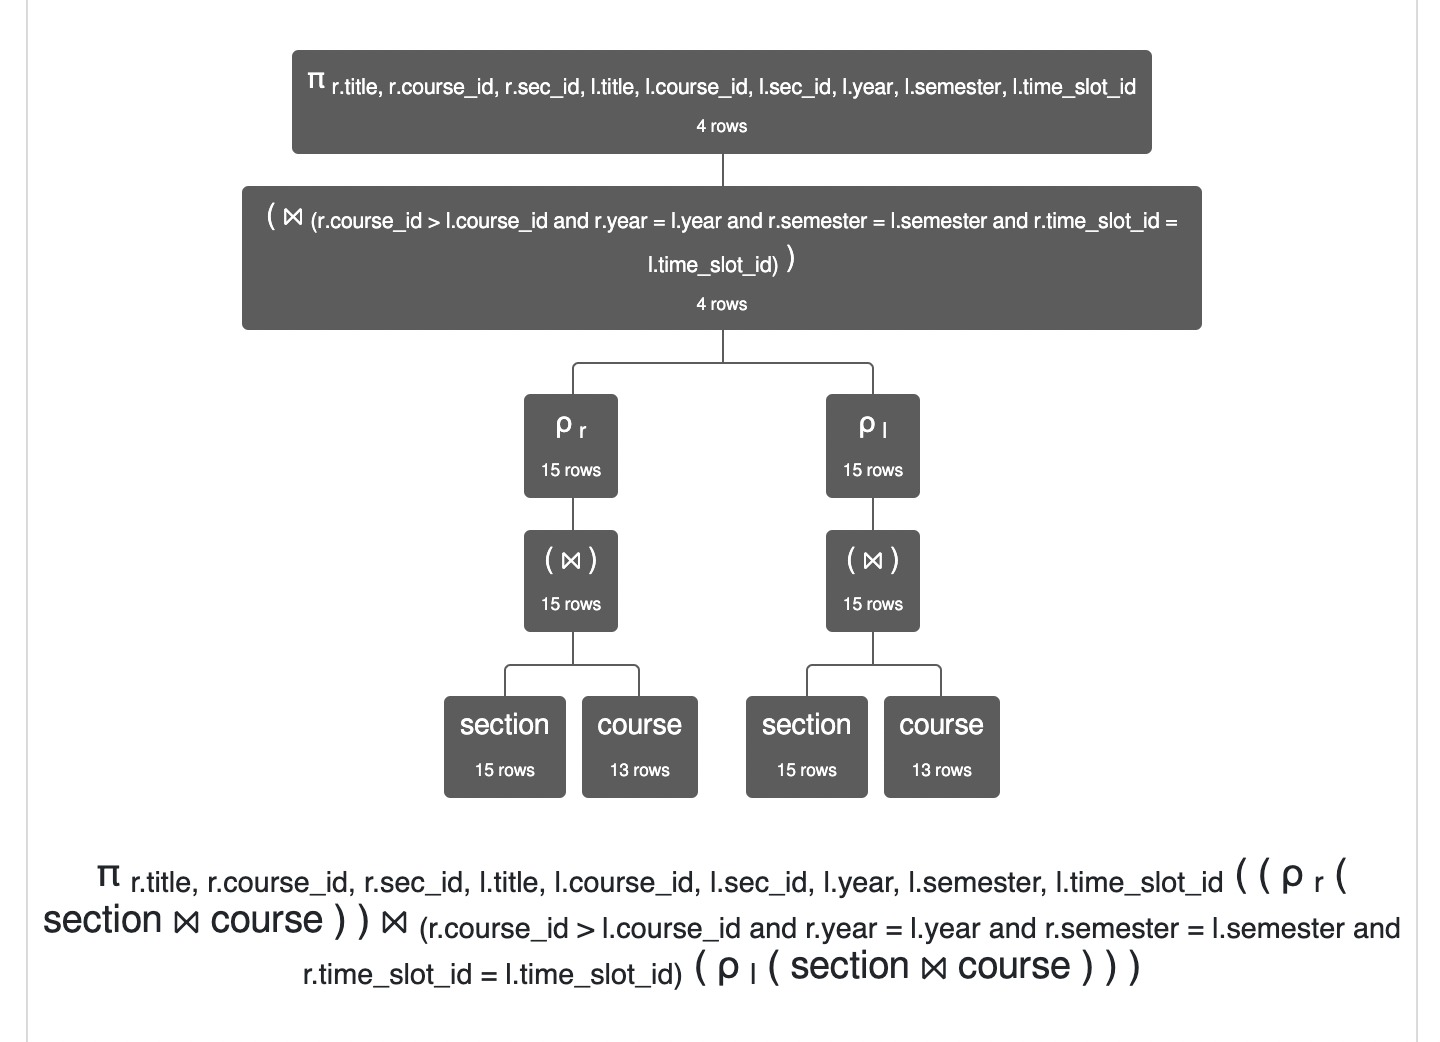 π r.title, r.course_id, r.sec_id, l.title, l.course_id, l.sec_id, l.year, l.semester, l.time_slot_id
4 rows
( ⋈ (r.course_id > l.course_id and r.year = l.year and r.semester = l.semester and r.time_slot_id =
l.time_slot_id) )
4 rows
ρ r
15 rows
ρ l
15 rows
( ⋈ )
15 rows
( ⋈ )
15 rows
section
15 rows
course
13 rows
section
15 rows
course
13 rows
π r.title, r.course_id, r.sec_id, l.title, l.course_id, l.sec_id, l.year, l.semester, l.time_slot_id ( ( ρ r (
section ⋈ course ) ) ⋈ (r.course_id > l.course_id and r.year = l.year and r.semester = l.semester and
r.time_slot_id = l.time_slot_id) ( ρ l ( section ⋈ course ) ) )